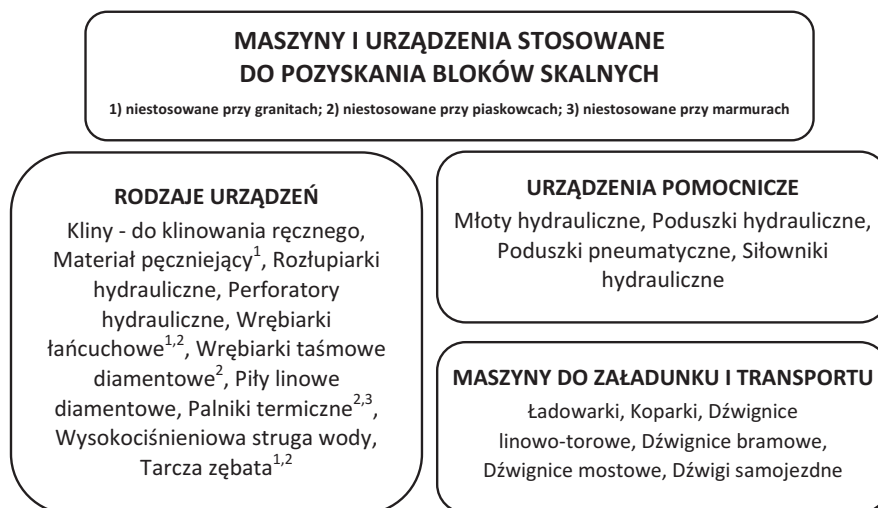 MASZYNY I URZĄDZENIA STOSOWANE
DO POZYSKANIA BLOKÓW SKALNYCH
1) niestosowane przy granitach; 2) niestosowane przy piaskowcach; 3) niestosowane przy marmurach
RODZAJE URZĄDZEŃ
Kliny - do klinowania ręcznego,
Materiał pęczniejący¹, Rozłupiarki
hydrauliczne, Perforatory
hydrauliczne, Wrębiarki
łańcuchowe¹,², Wrębiarki taśmowe
diamentowe², Piły linowe
diamentowe, Palniki termiczne²,³,
Wysokociśnieniowa struga wody,
Tarcza zębata¹,²
URZĄDZENIA POMOCNICZE
Młoty hydrauliczne, Poduszki hydrauliczne,
Poduszki pneumatyczne, Siłowniki
hydrauliczne
MASZYNY DO ZAŁADUNKU I TRANSPORTU
Ładowarki, Koparki, Dźwignice
linowo-torowe, Dźwignice bramowe,
Dźwignice mostowe, Dźwigi samojezdne